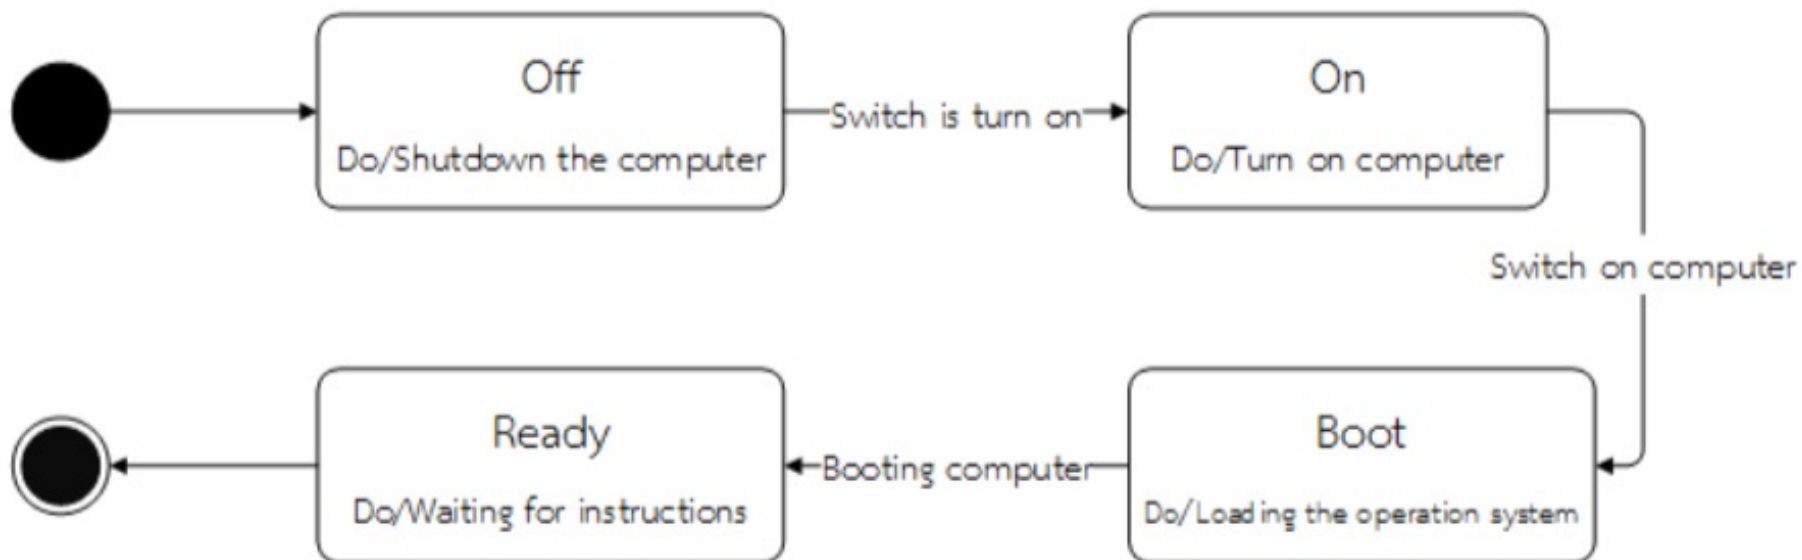 Off
Do/Shutdown the computer
Switch is turn on
On
Do/Turn on computer
Switch on computer
Boot
Do/Loading the operation system
Booting computer
Ready
Do/Waiting for instructions